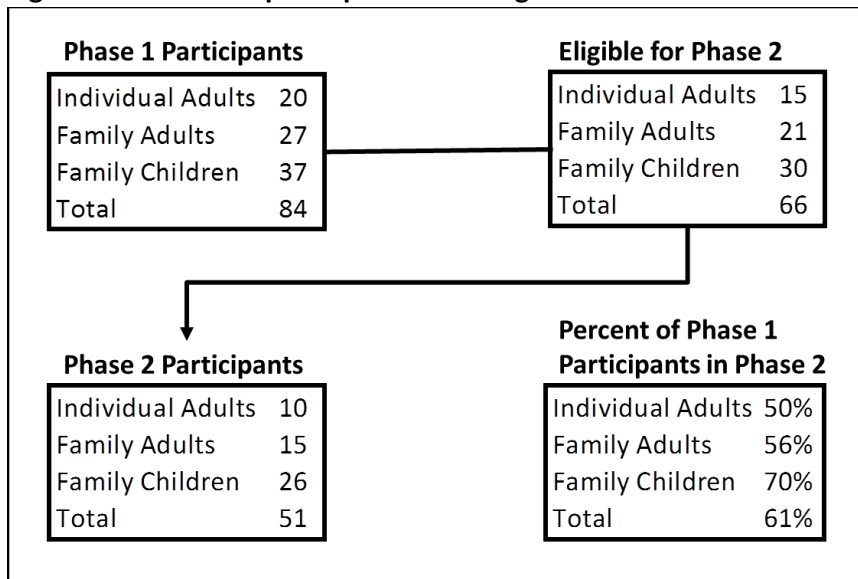 Phase 1 Participants
Individual Adults 20
Family Adults 27
Family Children 37
Total 84
Eligible for Phase 2
Individual Adults 15
Family Adults 21
Family Children 30
Total 66
Phase 2 Participants
Individual Adults 10
Family Adults 15
Family Children 26
Total 51
Percent of Phase 1
Participants in Phase 2
Individual Adults 50%
Family Adults 56%
Family Children 70%
Total 61%